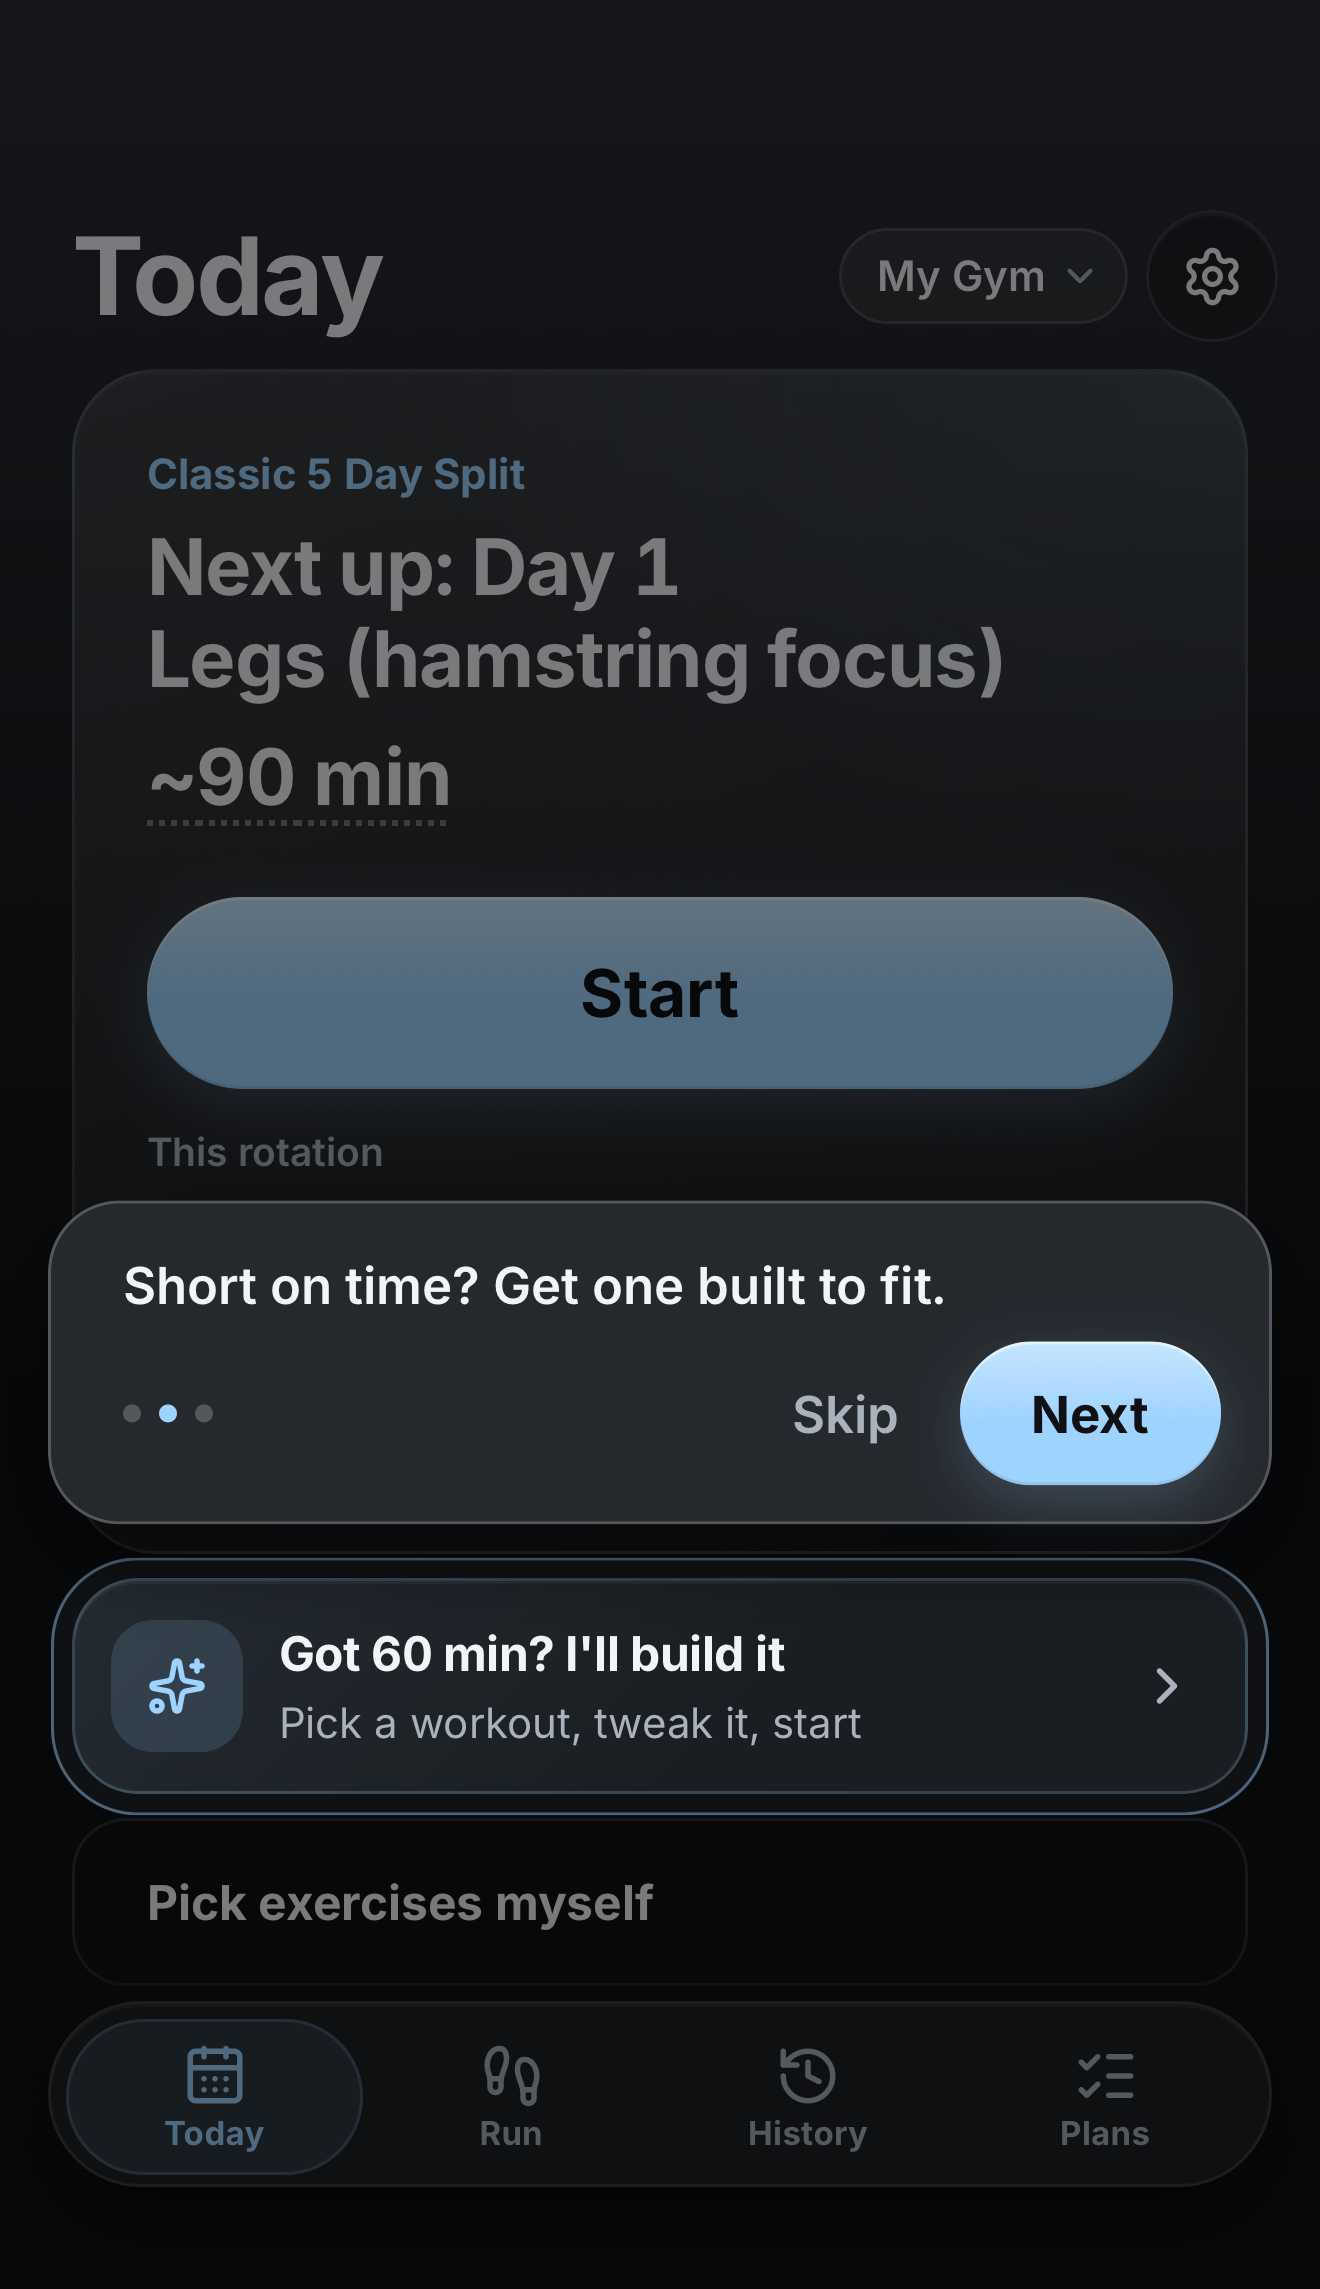 Today
My Gym
Classic 5 Day Split
Next up: Day 1
Legs (hamstring focus)
~90 min
Start
This rotation
Short on time? Get one built to fit.
Skip
Next
Got 60 min? I'll build it
Pick a workout, tweak it, start
Pick exercises myself
Today
Run
History
Plans